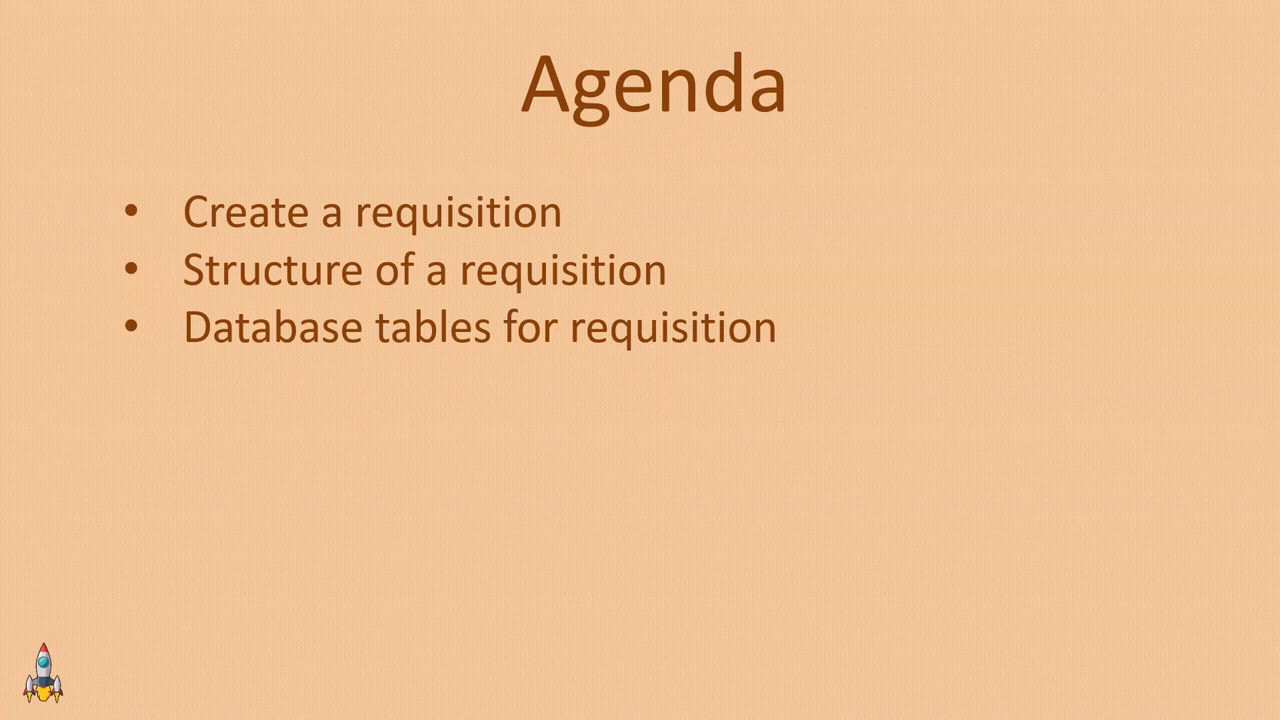 Agenda
• Create a requisition
• Structure of a requisition
• Database tables for requisition